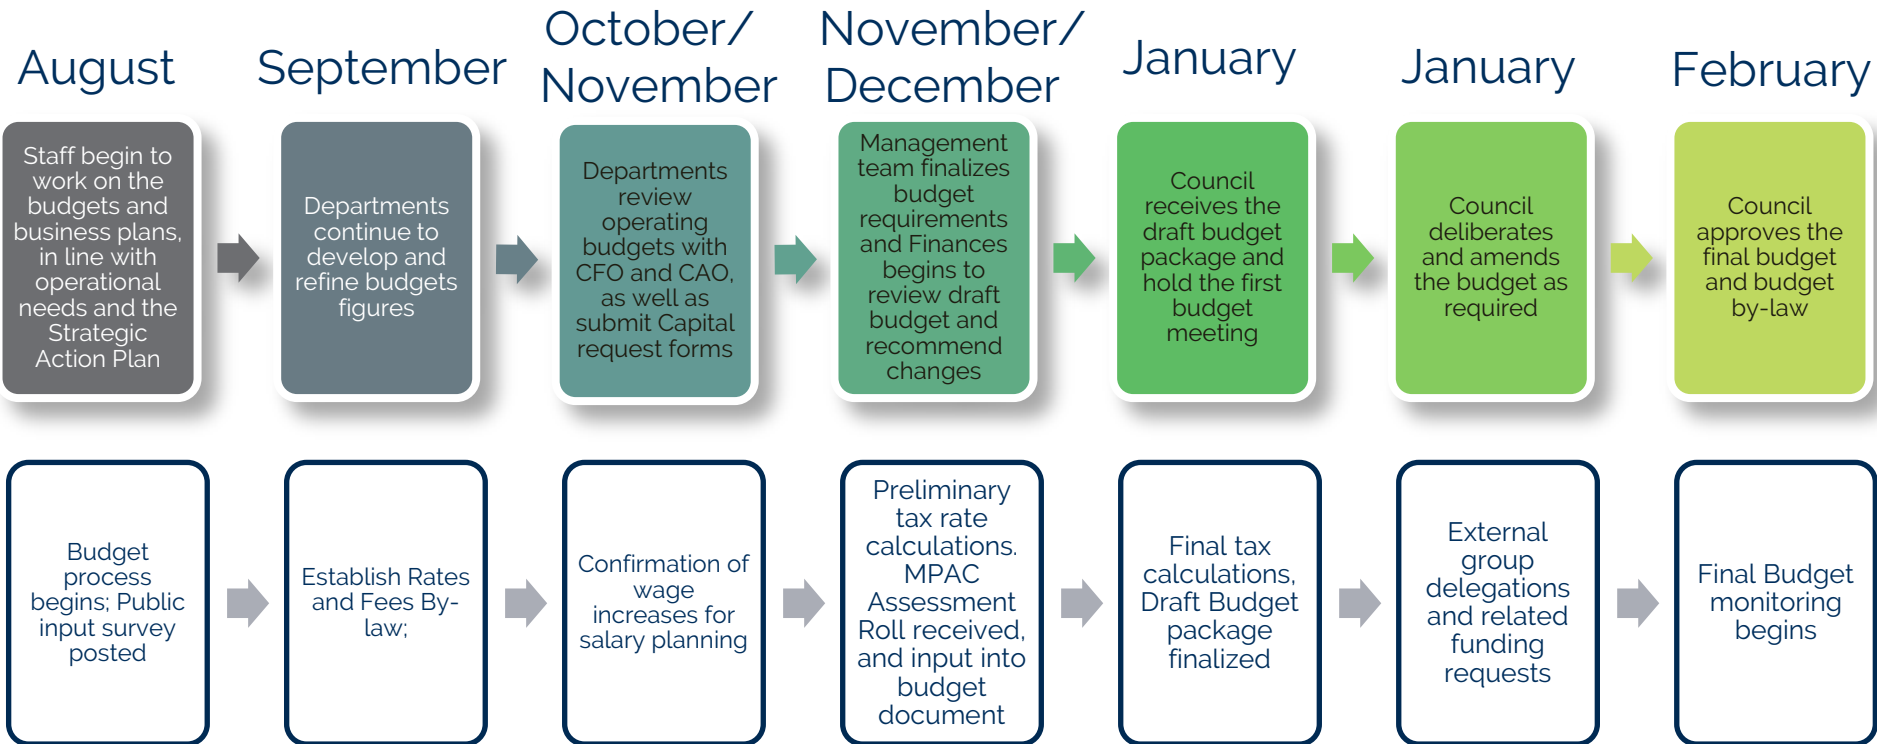 August
September
October/
November
November/
December
January
January
February
Staff begin to
work on the
budgets and
business plans,
in line with
operational
needs and the
Strategic
Action Plan
Departments
continue to
develop and
refine budgets
figures
Departments
review
operating
budgets with
CFO and CAO,
as well as
submit Capital
request forms
Management
team finalizes
budget
requirements
and Finances
begins to
review draft
budget and
recommend
changes
Council
receives the
draft budget
package and
hold the first
budget
meeting
Council
deliberates
and amends
the budget as
required
Council
approves the
final budget
and budget
by-law
Budget
process
begins; Public
input survey
posted
Establish Rates
and Fees By-
law;
Confirmation of
wage
increases for
salary planning
Preliminary
tax rate
calculations.
MPAC
Assessment
Roll received,
and input into
budget
document
Final tax
calculations,
Draft Budget
package
finalized
External
group
delegations
and related
funding
requests
Final Budget
monitoring
begins